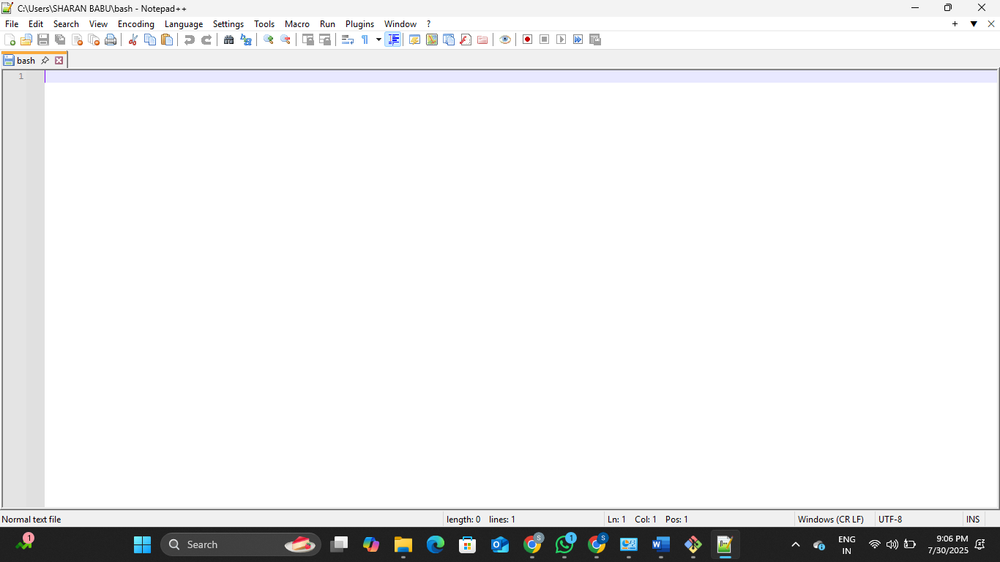 C:\Users\SHARAN BABU\bash - Notepad++
File Edit Search View Encoding Language Settings Tools Macro Run Plugins Window ?
bash
1
Normal text file length: 0 lines: 1 Ln: 1 Col: 1 Pos: 1 Windows (CR LF) UTF-8 INS
1 Search S 1 S ENG 9:06 PM
IN 7/30/2025